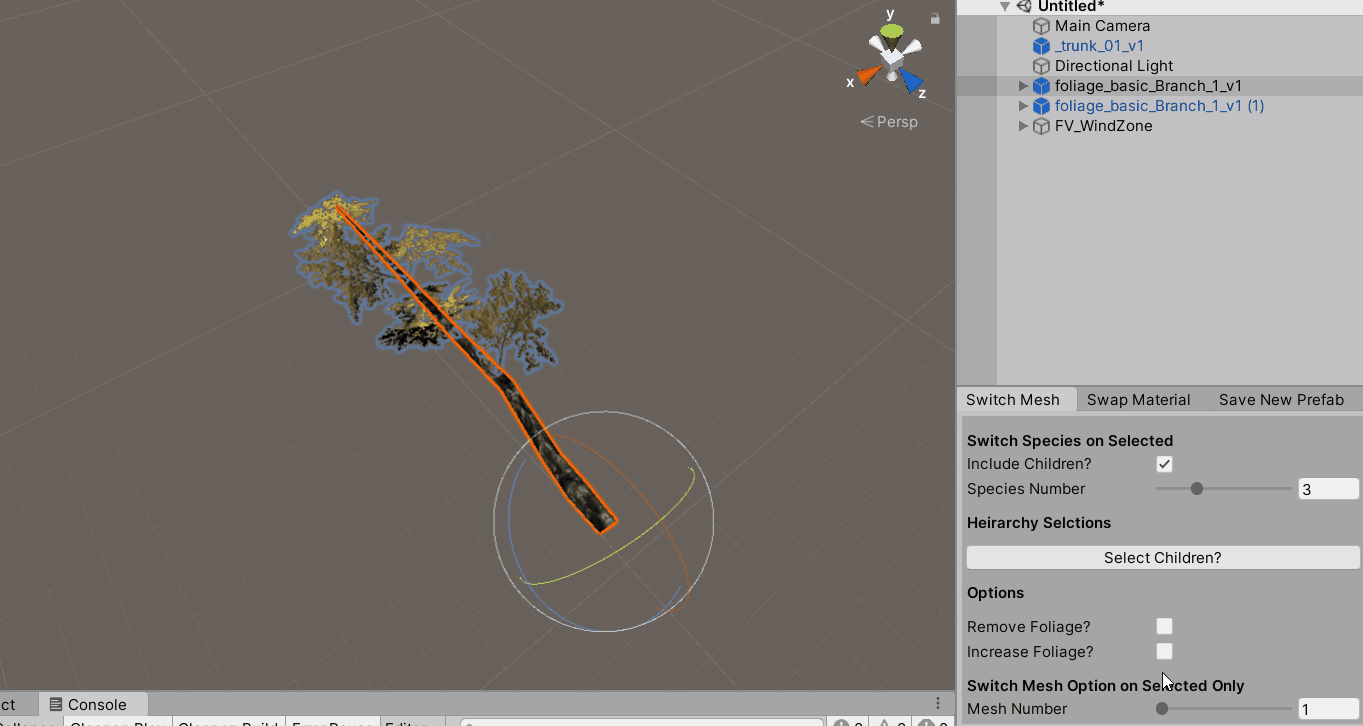 Untitled*
Main Camera
_trunk_01_v1
Directional Light
foliage_basic_Branch_1_v1
foliage_basic_Branch_1_v1 (1)
FV_WindZone
y
x
z
Persp
Switch Mesh Swap Material Save New Prefab
Switch Species on Selected
Include Children?
Species Number 3
Heirarchy Selctions
Select Children?
Options
Remove Foliage?
Increase Foliage?
Switch Mesh Option on Selected Only
Mesh Number 1
ct Console